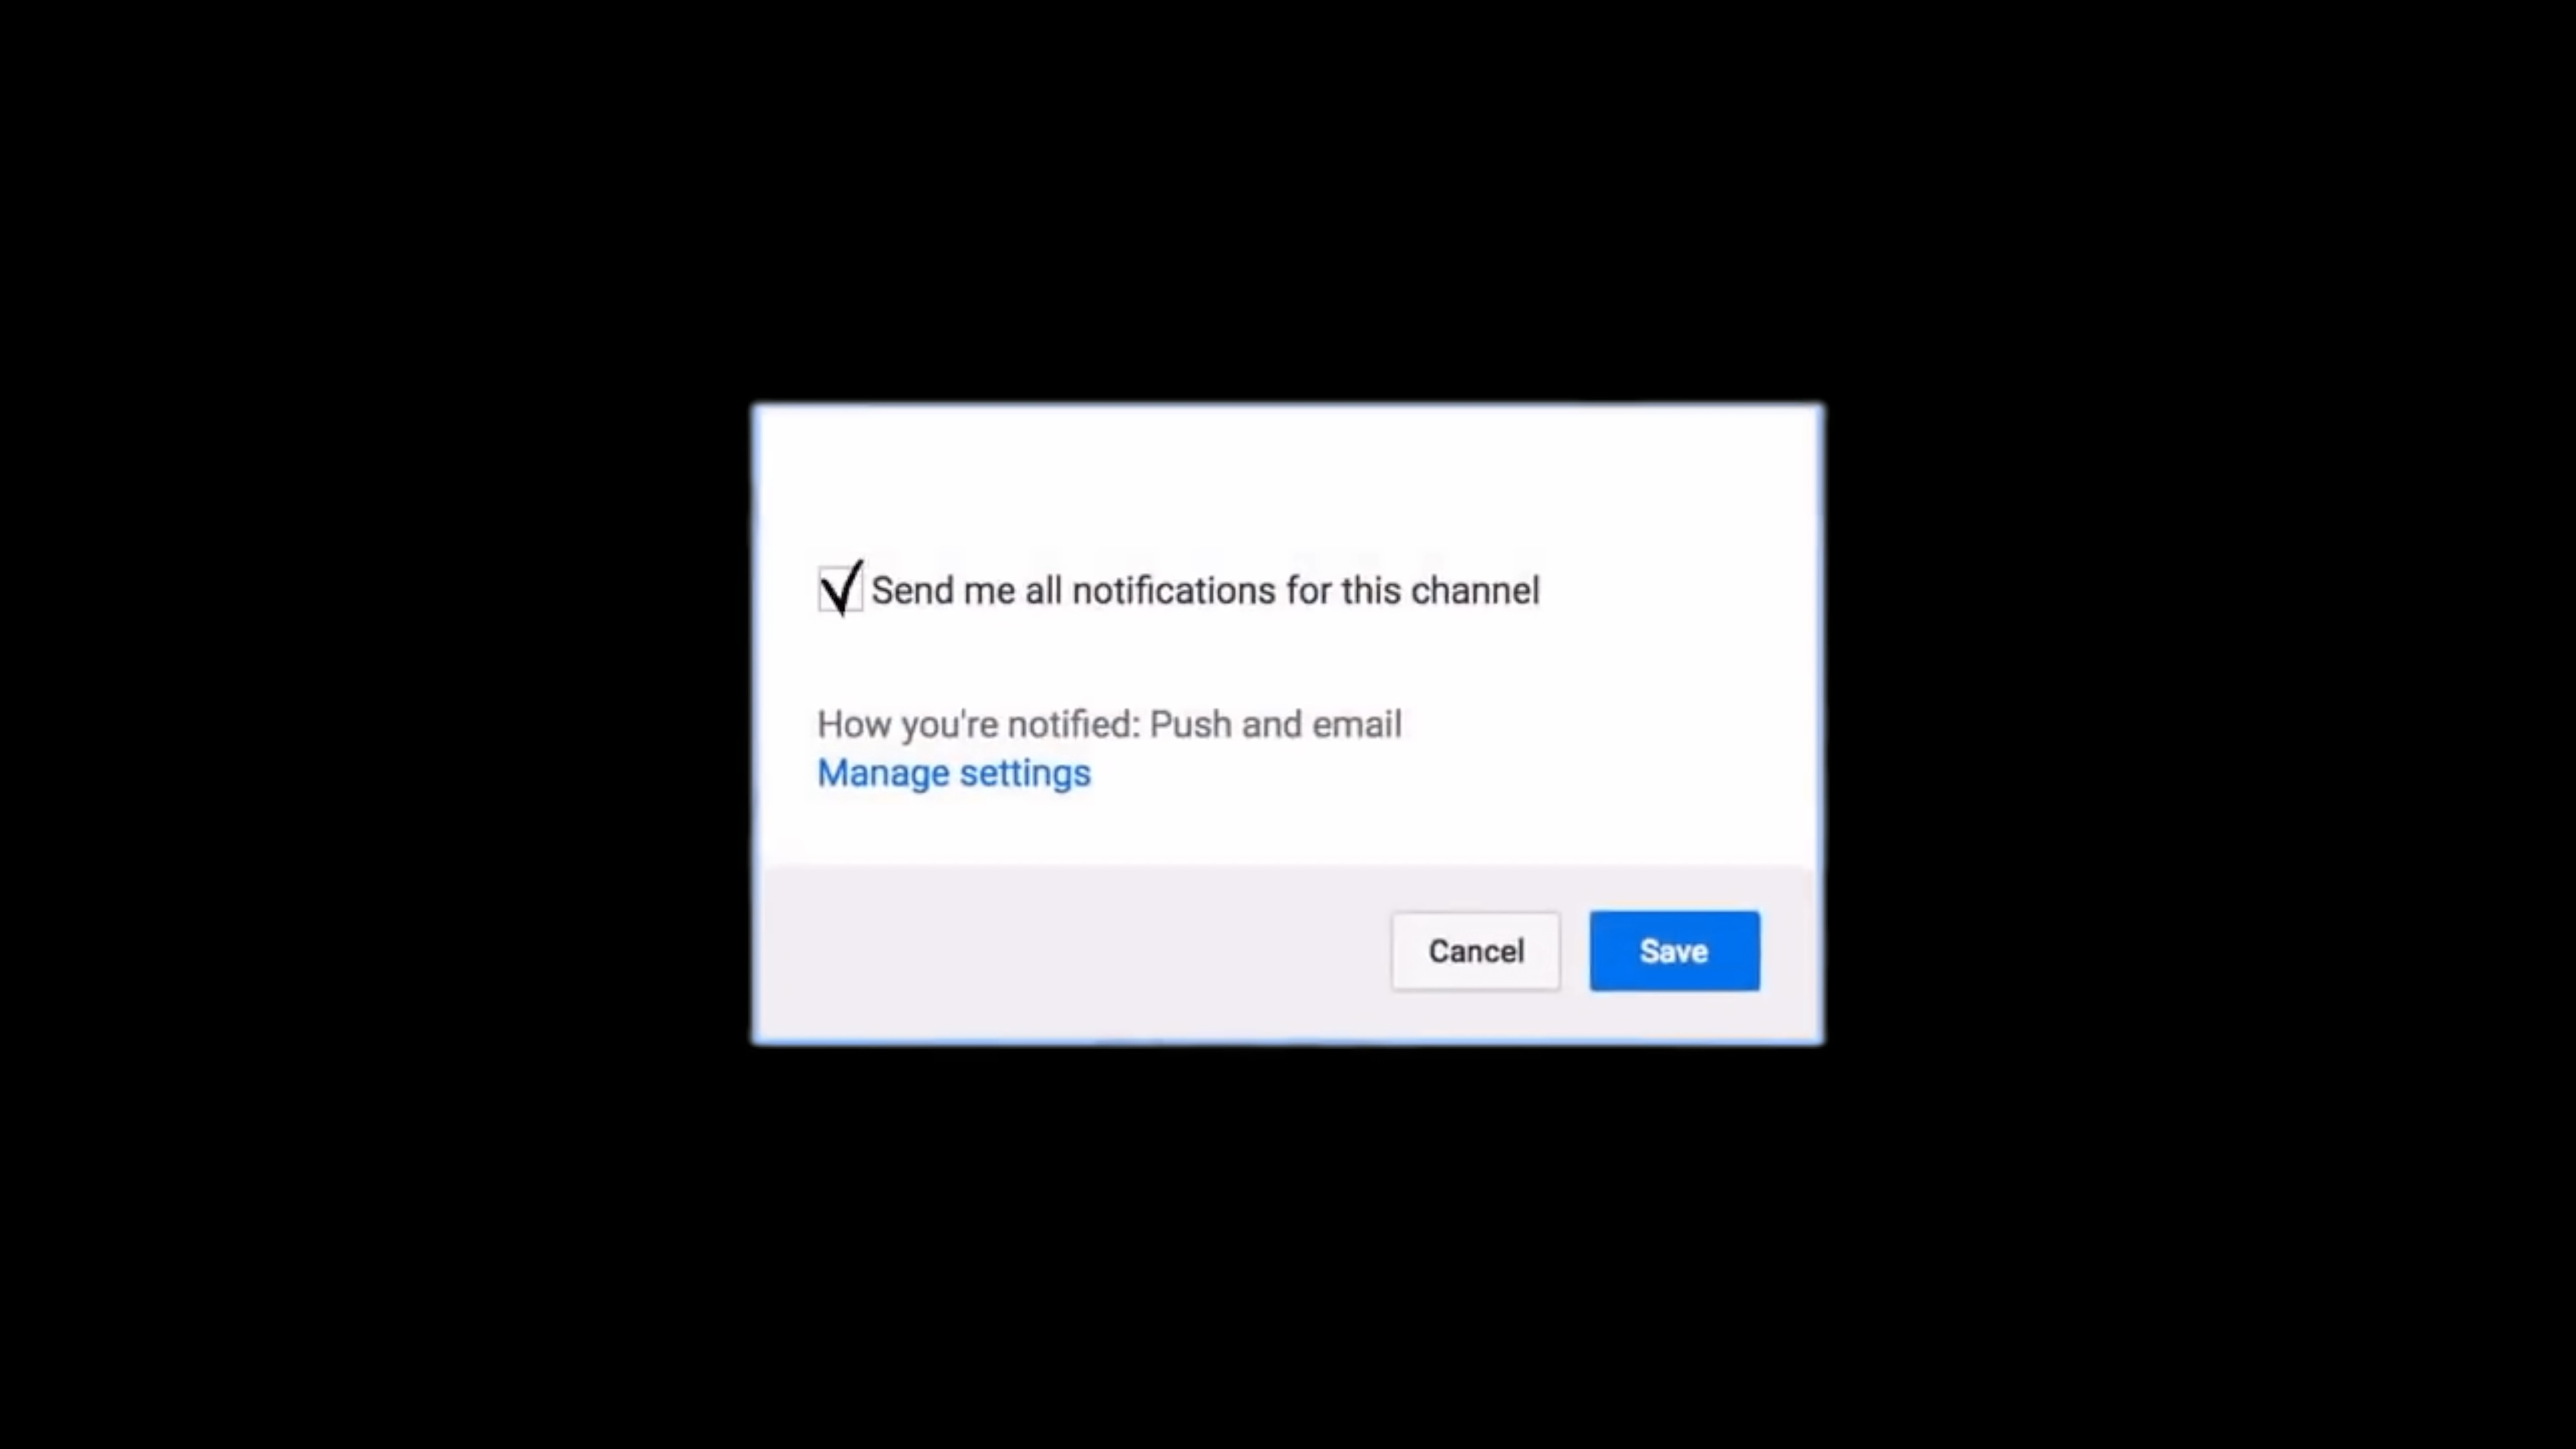 Send me all notifications for this channel
How you're notified: Push and email
Manage settings
Cancel Save